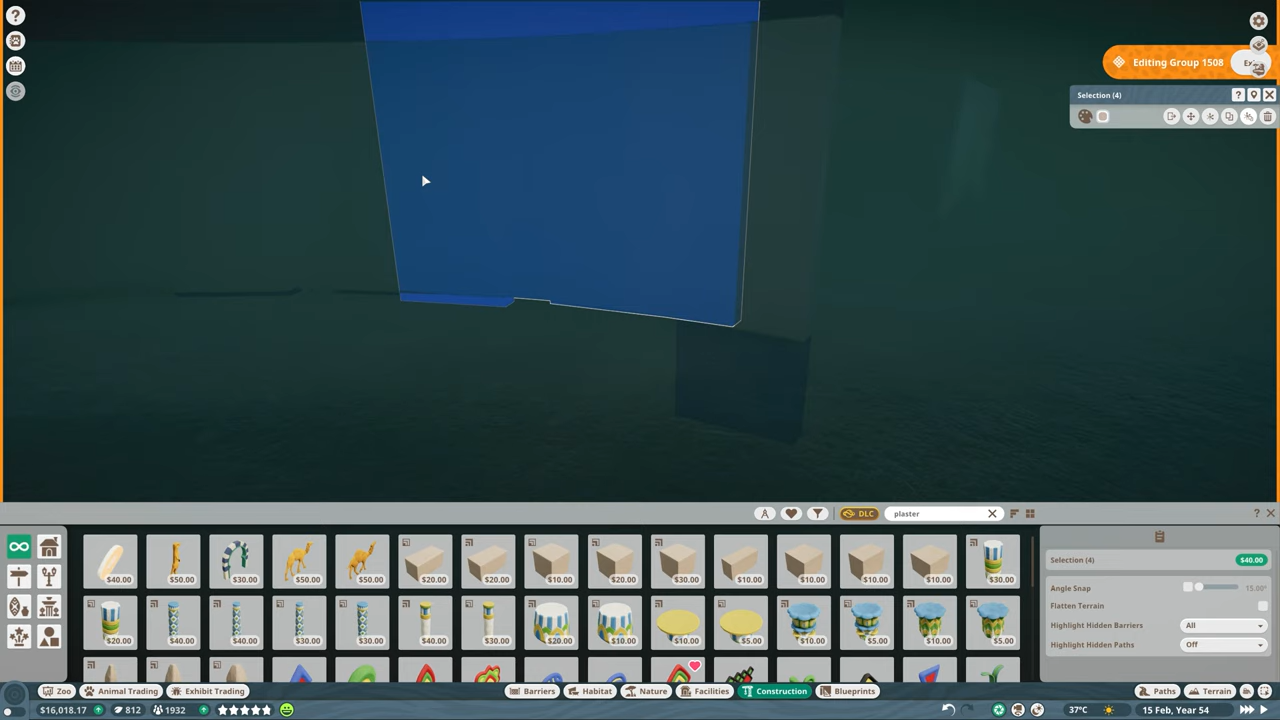 Editing Group 1508
Selection (4)
DLC
plaster
$40.00
$50.00
$30.00
$50.00
$50.00
$20.00
$20.00
$10.00
$20.00
$30.00
$10.00
$10.00
$10.00
$10.00
$30.00
$20.00
$40.00
$40.00
$30.00
$30.00
$40.00
$30.00
$20.00
$10.00
$10.00
$5.00
$10.00
$5.00
$10.00
$5.00
Selection (4)
$40.00
Angle Snap
15.00°
Flatten Terrain
Highlight Hidden Barriers
All
Highlight Hidden Paths
Off
Zoo
Animal Trading
Exhibit Trading
Barriers
Habitat
Nature
Facilities
Construction
Blueprints
Paths
Terrain
$16,018.17
812
1932
37°C
15 Feb, Year 54